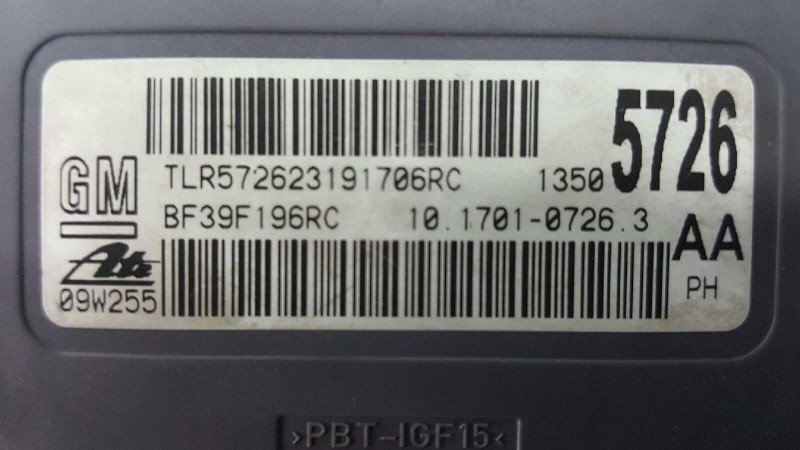 GM
TLR572623191706RC 1350 5726
BF39F196RC 10.1701-0726.3 AA
Ate
09W255 PH
>PBT-IGF15<